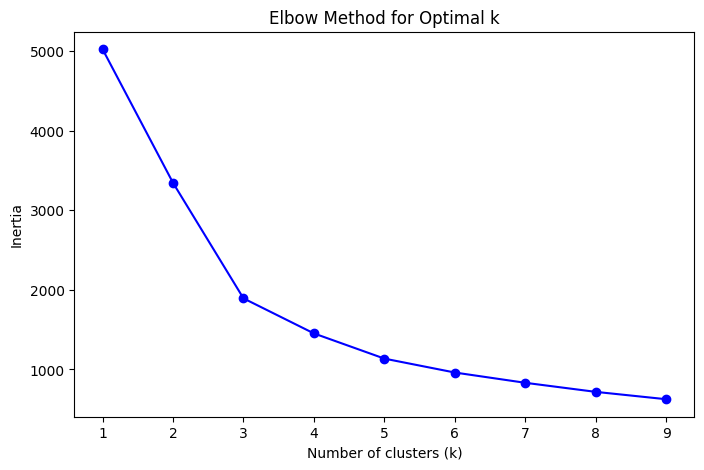 Elbow Method for Optimal k
5000
4000
3000
2000
1000
Inertia
1 2 3 4 5 6 7 8 9
Number of clusters (k)